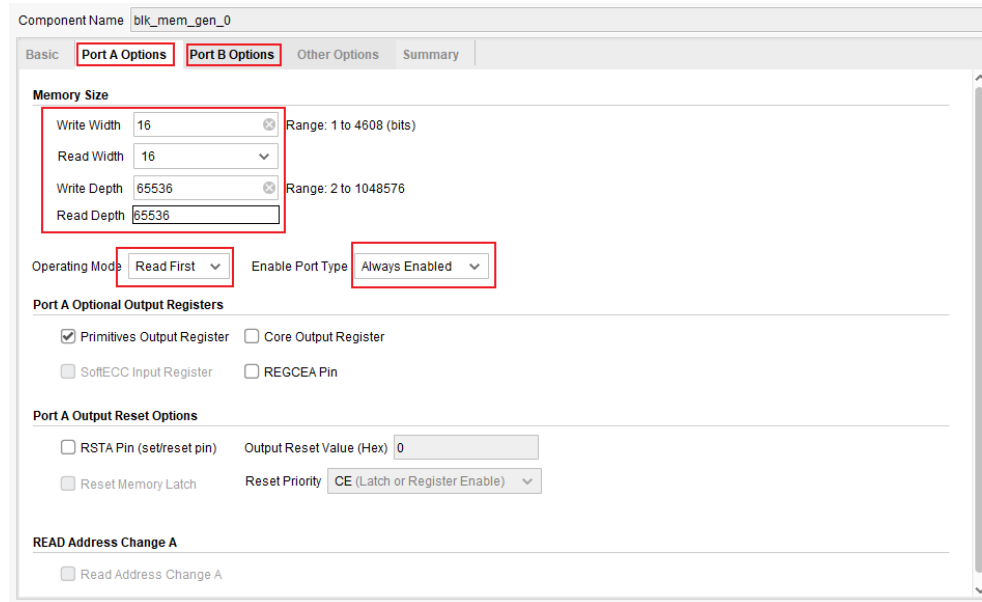 Component Name blk_mem_gen_0
Basic Port A Options Port B Options Other Options Summary
Memory Size
Write Width 16 Range: 1 to 4608 (bits)
Read Width 16
Write Depth 65536 Range: 2 to 1048576
Read Depth 65536
Operating Mode Read First Enable Port Type Always Enabled
Port A Optional Output Registers
Primitives Output Register Core Output Register
SoftECC Input Register REGCEA Pin
Port A Output Reset Options
RSTA Pin (set/reset pin) Output Reset Value (Hex) 0
Reset Memory Latch Reset Priority CE (Latch or Register Enable)
READ Address Change A
Read Address Change A